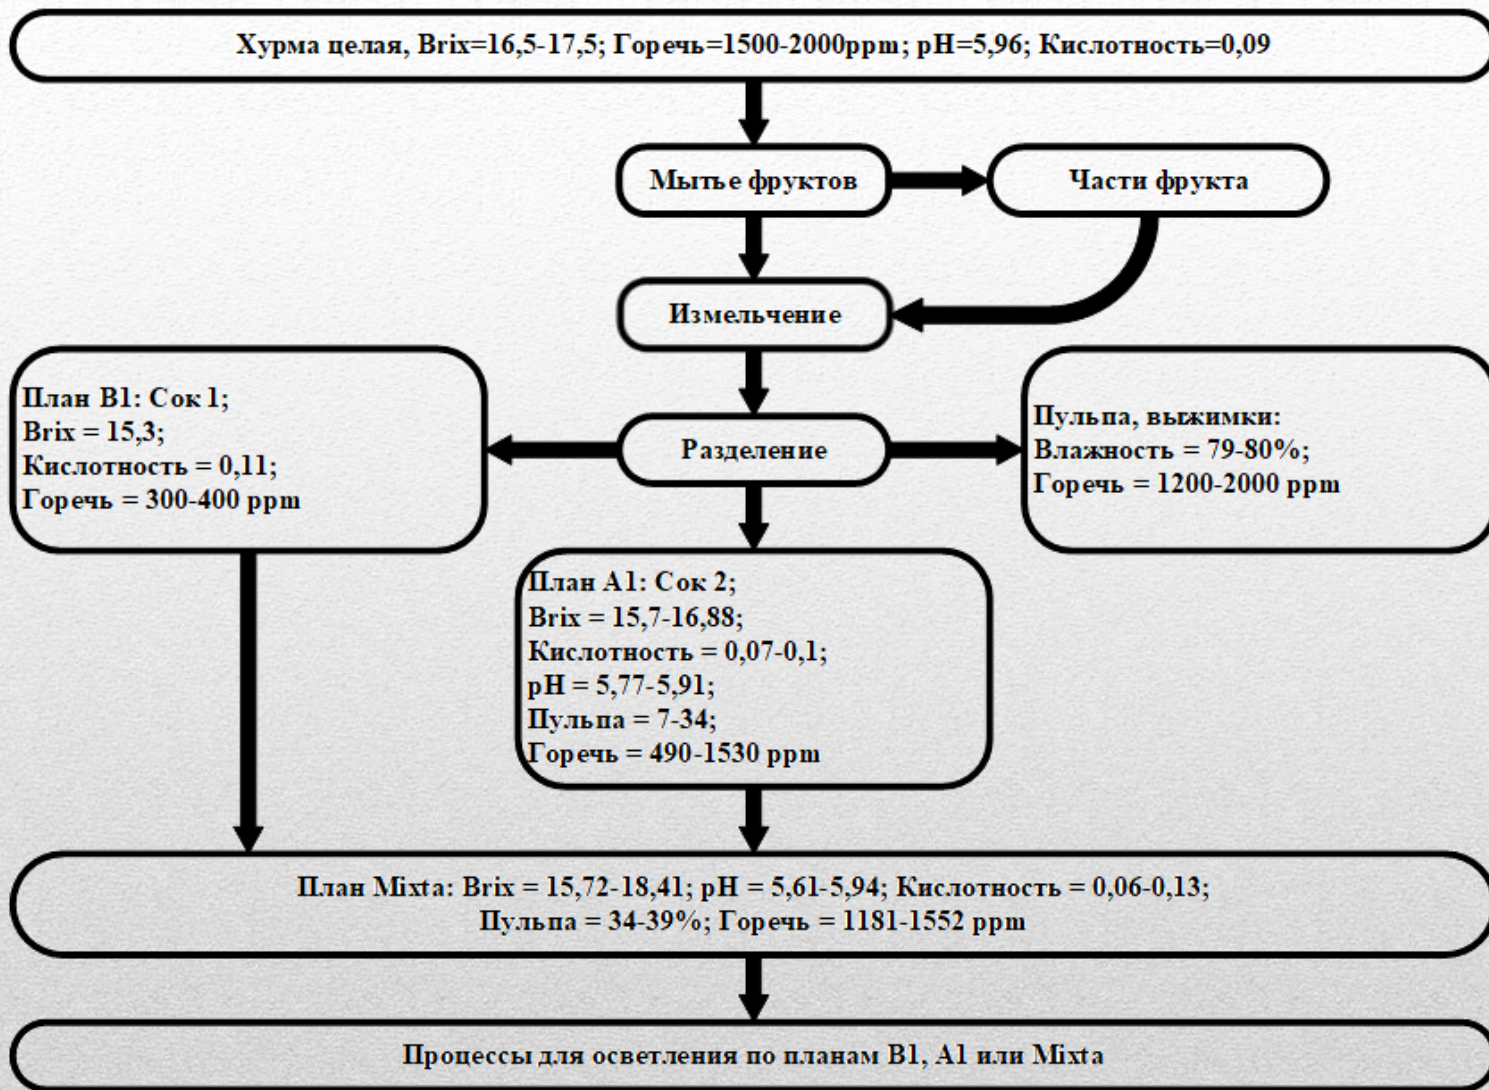 Хурма целая, Brix=16,5-17,5; Горечь=1500-2000ppm; pH=5,96; Кислотность=0,09
Мытье фруктов
Части фрукта
Измельчение
План B1: Сок 1;
Brix = 15,3;
Кислотность = 0,11;
Горечь = 300-400 ppm
Разделение
Пульпа, выжимки:
Влажность = 79-80%;
Горечь = 1200-2000 ppm
План A1: Сок 2;
Brix = 15,7-16,88;
Кислотность = 0,07-0,1;
pH = 5,77-5,91;
Пульпа = 7-34;
Горечь = 490-1530 ppm
План Mixta: Brix = 15,72-18,41; pH = 5,61-5,94; Кислотность = 0,06-0,13;
Пульпа = 34-39%; Горечь = 1181-1552 ppm
Процессы для осветления по планам B1, A1 или Mixta